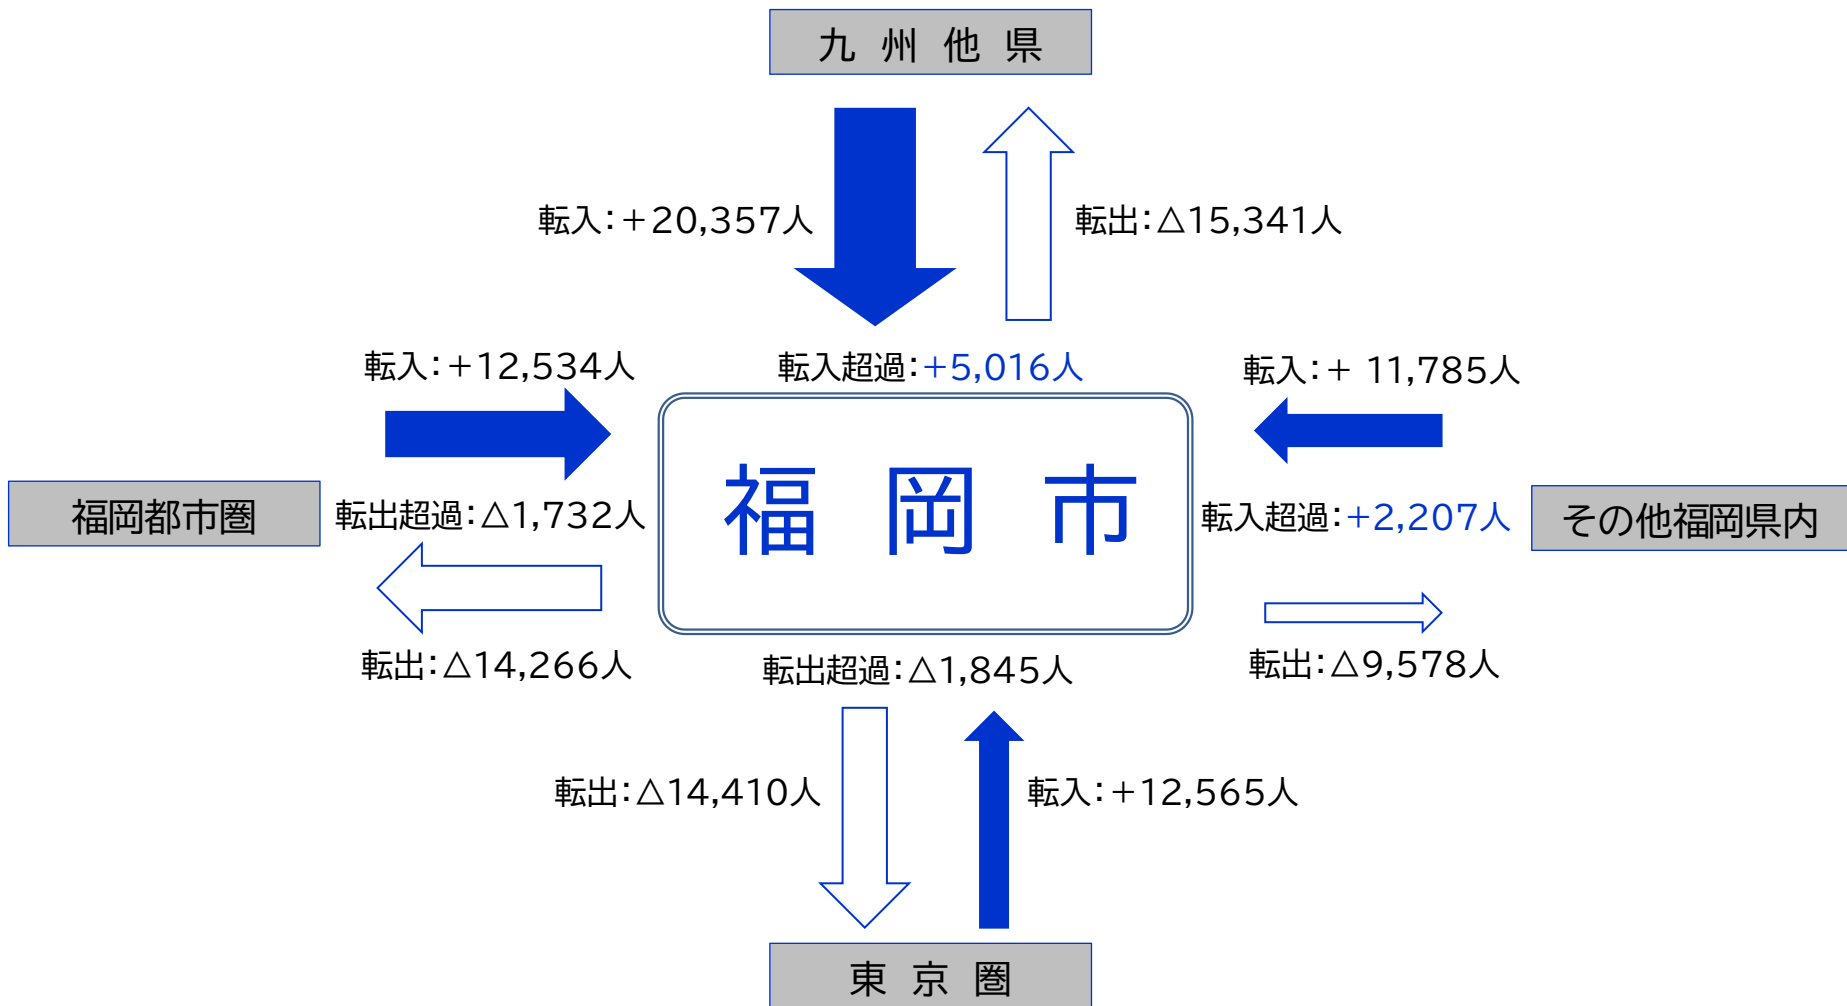 九 州 他 県
転入：＋20,357人
転出：△15,341人
転入：＋12,534人
転入超過：＋5,016人
転入：＋ 11,785人
福 岡 市
福岡都市圏
転出超過：△1,732人
転入超過：＋2,207人
その他福岡県内
転出：△14,266人
転出超過：△1,845人
転出：△9,578人
転出：△14,410人
転入：＋12,565人
東 京 圏